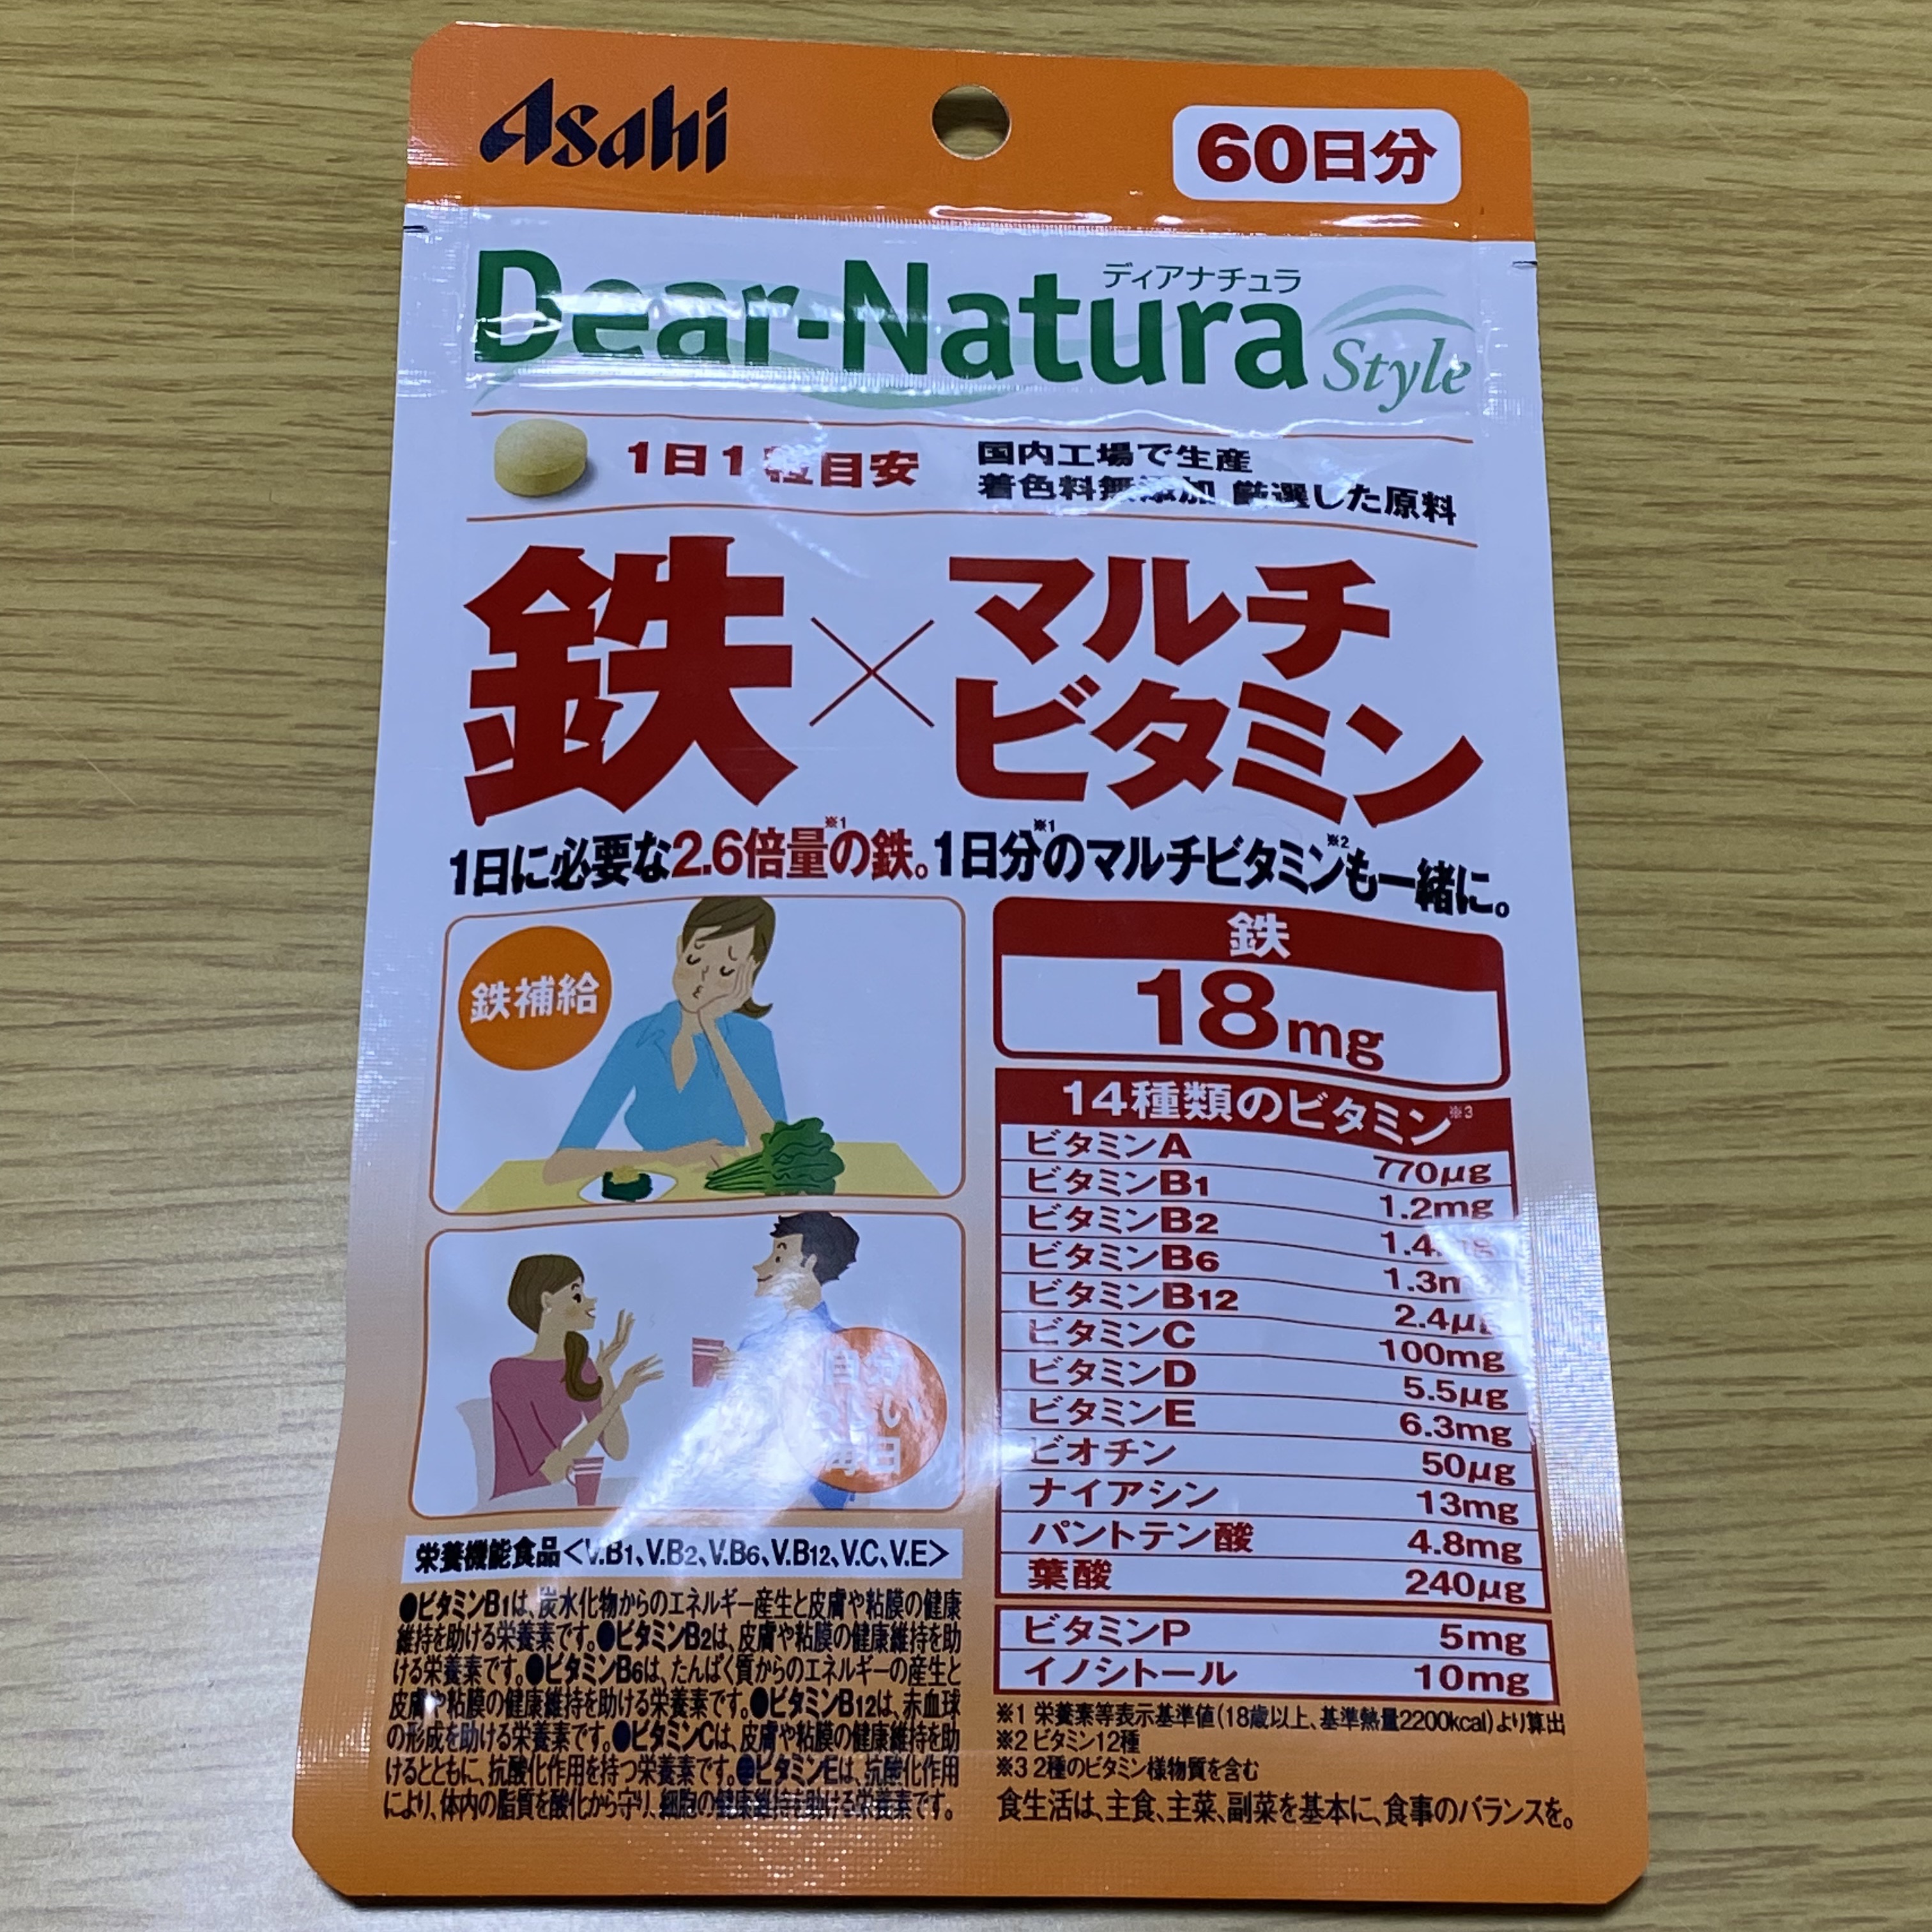 Asahi
60日分
ディアナチュラ
Dear-Natura Style
1日1粒目安
国内工場で生産
着色料無添加 厳選した原料
鉄×マルチ
ビタミン
1日に必要な2.6倍量※1の鉄。1日分※1のマルチビタミン※2も一緒に。
鉄補給
毎日
鉄
18mg
14種類のビタミン※3
ビタミンA 770μg
ビタミンB1 1.2mg
ビタミンB2 1.4mg
ビタミンB6 1.3mg
ビタミンB12 2.4μg
ビタミンC 100mg
ビタミンD 5.5μg
ビタミンE 6.3mg
ビオチン 50μg
ナイアシン 13mg
パントテン酸 4.8mg
葉酸 240μg
ビタミンP 5mg
イノシトール 10mg
栄養機能食品<V.B1、V.B2、V.B6、V.B12、V.C、V.E>
●ビタミンB1は、炭水化物からのエネルギー産生と皮膚や粘膜の健康
維持を助ける栄養素です。●ビタミンB2は、皮膚や粘膜の健康維持を助
ける栄養素です。●ビタミンB6は、たんぱく質からのエネルギーの産生と
皮膚や粘膜の健康維持を助ける栄養素です。●ビタミンB12は、赤血球
の形成を助ける栄養素です。●ビタミンCは、皮膚や粘膜の健康維持を助
けるとともに、抗酸化作用を持つ栄養素です。●ビタミンEは、抗酸化作用
により、体内の脂質を酸化から守り、細胞の健康維持を助ける栄養素です。
※1 栄養素等表示基準値(18歳以上、基準熱量2200kcal)より算出
※2 ビタミン12種
※3 2種のビタミン様物質を含む
食生活は、主食、主菜、副菜を基本に、食事のバランスを。